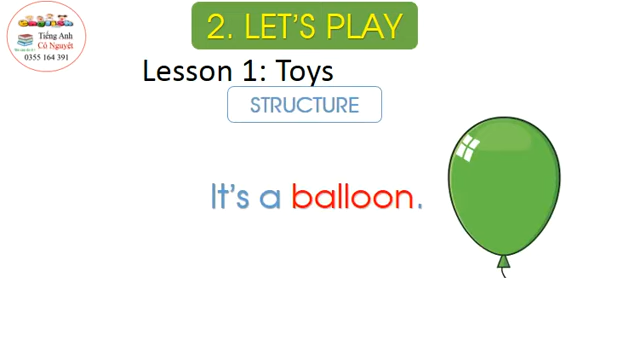 Tiếng Anh
Cô Nguyệt
0355 164 391
2. LET'S PLAY
Lesson 1: Toys
STRUCTURE
It's a balloon.